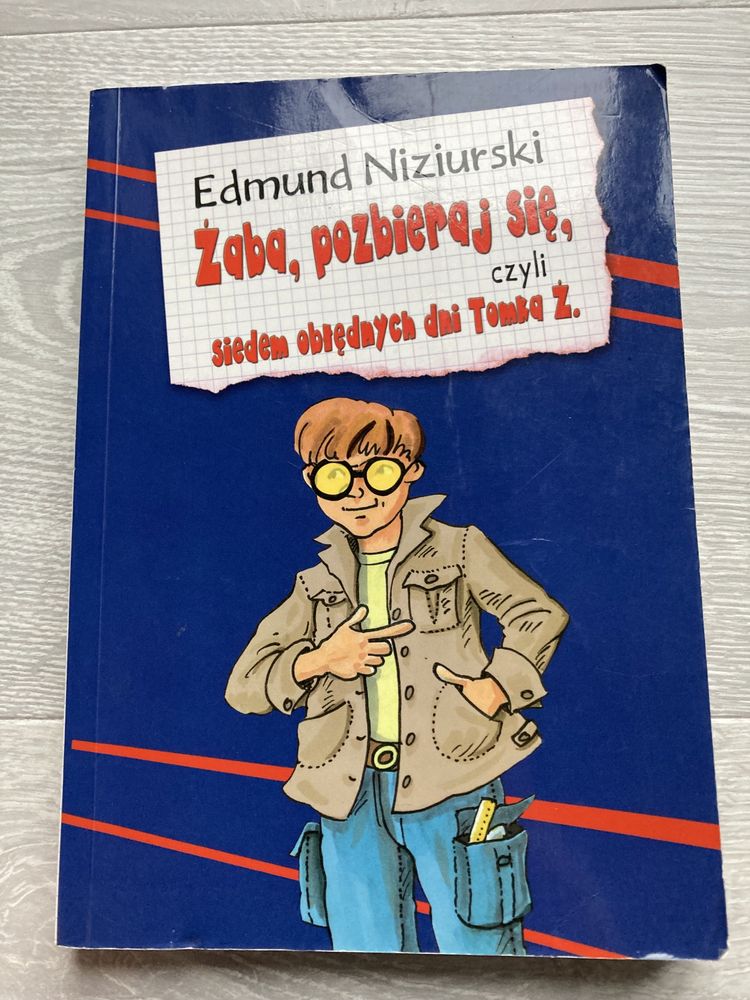 Edmund Niziurski
Żaba, pozbieraj się,
czyli
siedem obłędnych dni Tomka Ż.